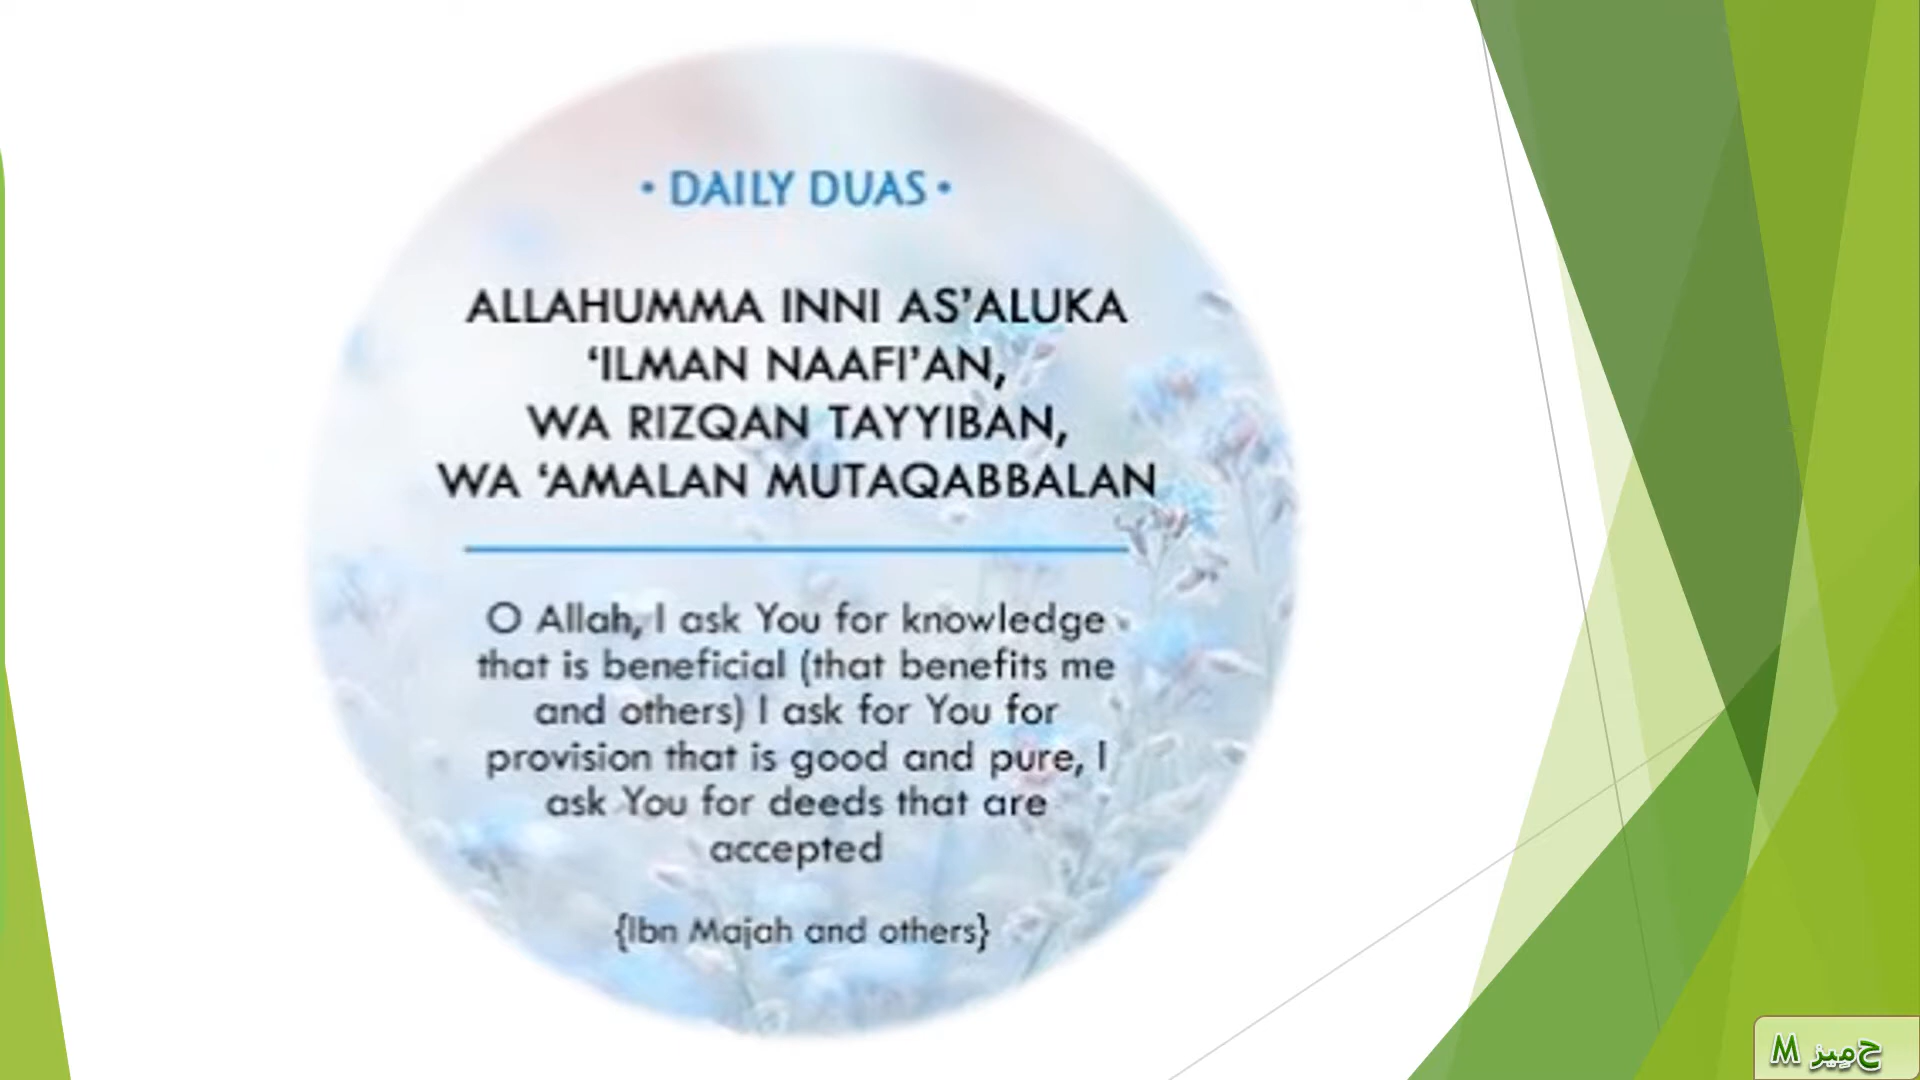 • DAILY DUAS •
ALLAHUMMA INNI AS’ALUKA
‘ILMAN NAAFI’AN,
WA RIZQAN TAYYIBAN,
WA ‘AMALAN MUTAQABBALAN
O Allah, I ask You for knowledge
that is beneficial (that benefits me
and others) I ask for You for
provision that is good and pure, I
ask You for deeds that are
accepted
{Ibn Majah and others}
حمِيز M